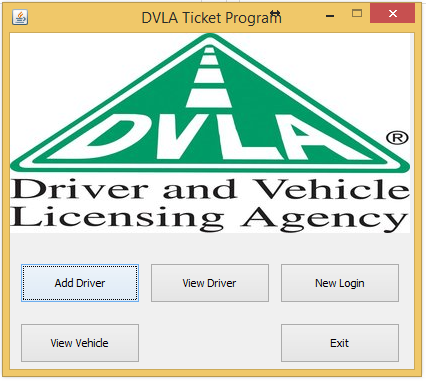 DVLA Ticket Program
DVLA ®
Driver and Vehicle
Licensing Agency
Add Driver
View Driver
New Login
View Vehicle
Exit